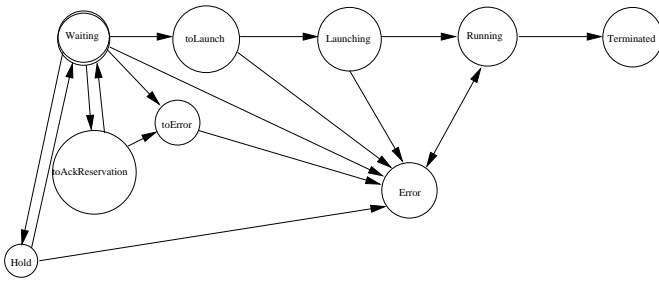 Waiting
toLaunch
Launching
Running
Terminated
toError
toAckReservation
Error
Hold